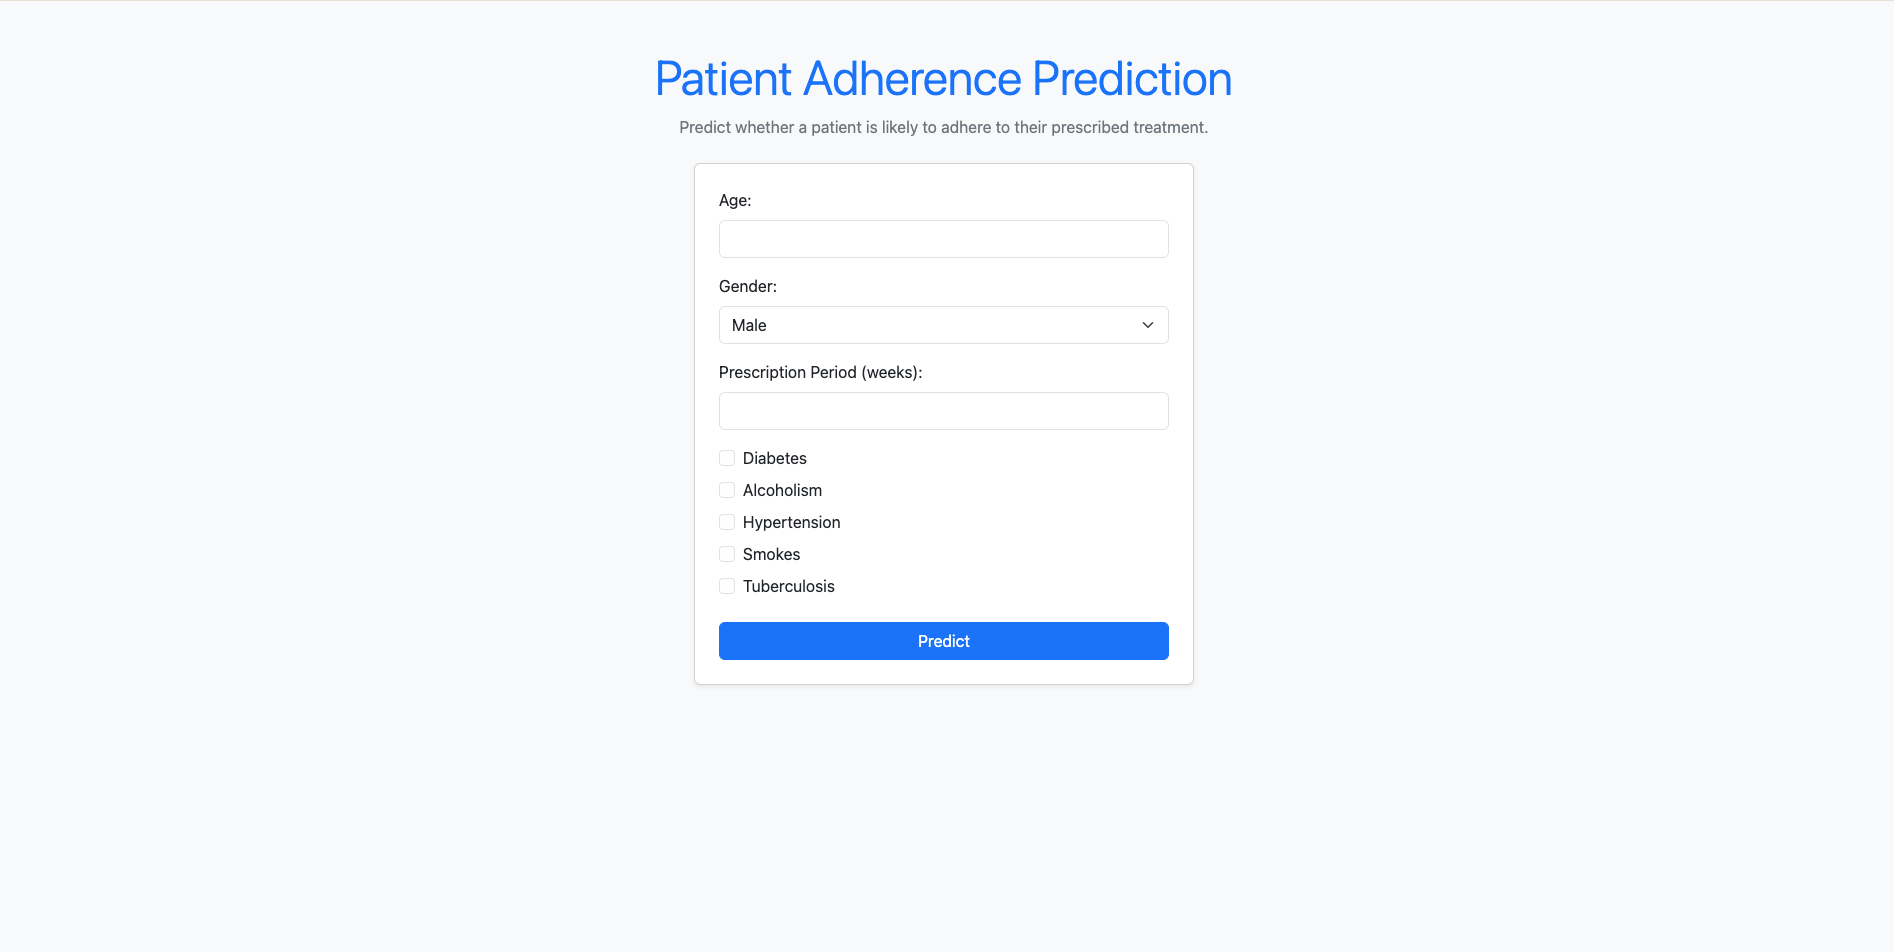 Patient Adherence Prediction
Predict whether a patient is likely to adhere to their prescribed treatment.
Age:
Gender:
Male
Prescription Period (weeks):
Diabetes
Alcoholism
Hypertension
Smokes
Tuberculosis
Predict